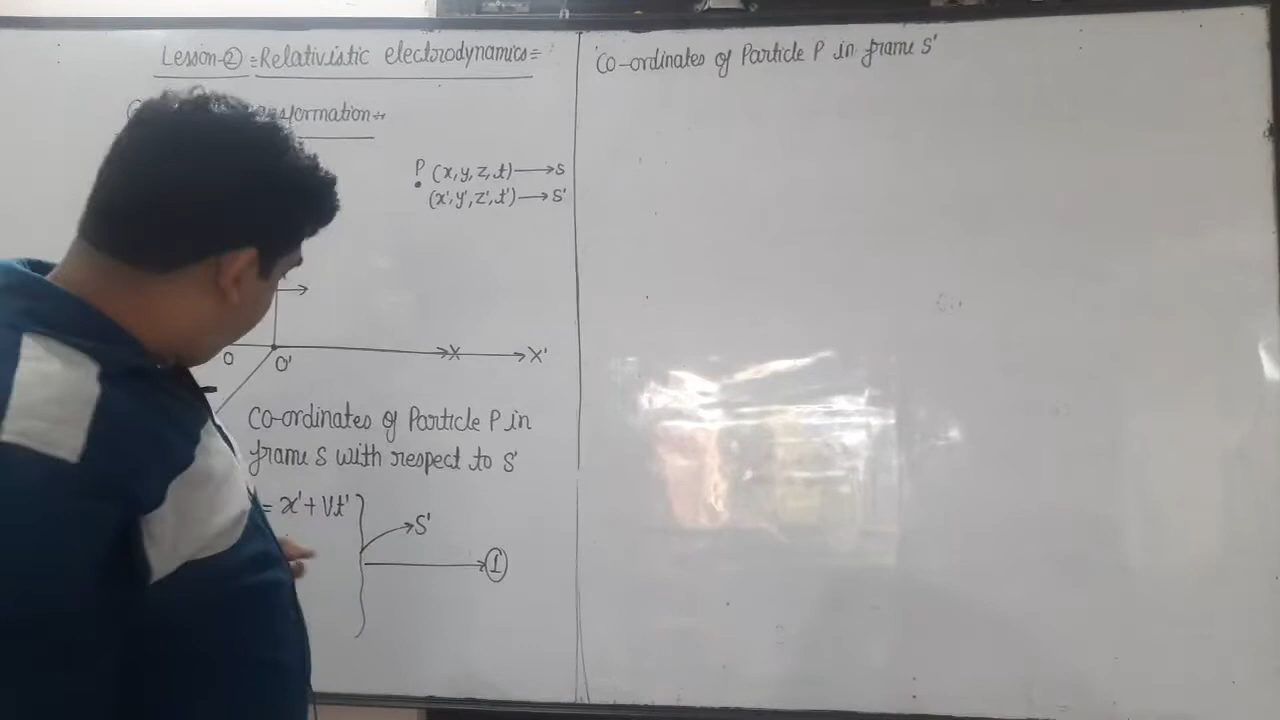 Lesson-② = Relativistic electrodynamics =
P (x, y, z, t) → S
(x', y', z', t') → S'
O O' X X'
Co-ordinates of Particle P in
frame S with respect to S'
= x' + Vt'
S'
①
Co-ordinates of Particle P in frame S'